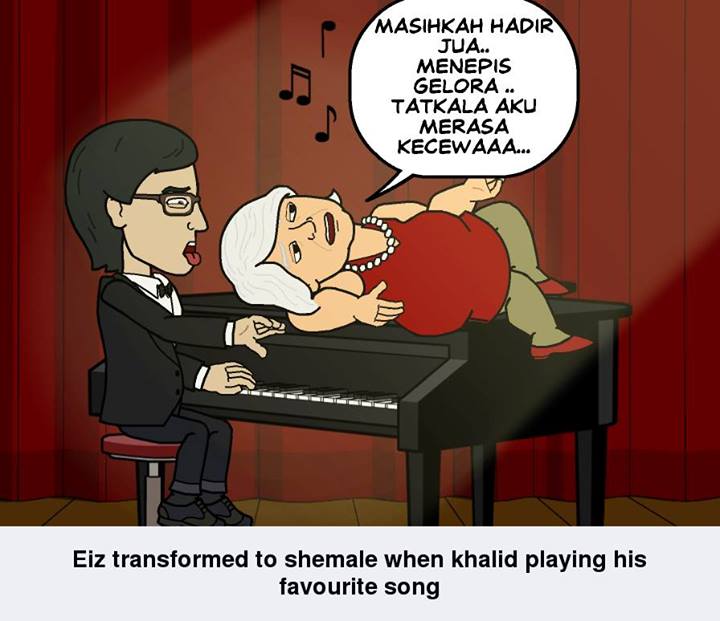 MASIHKAH HADIR
JUA..
MENEPIS
GELORA ..
TATKALA AKU
MERASA
KECEWAAA...
Eiz transformed to shemale when khalid playing his
favourite song